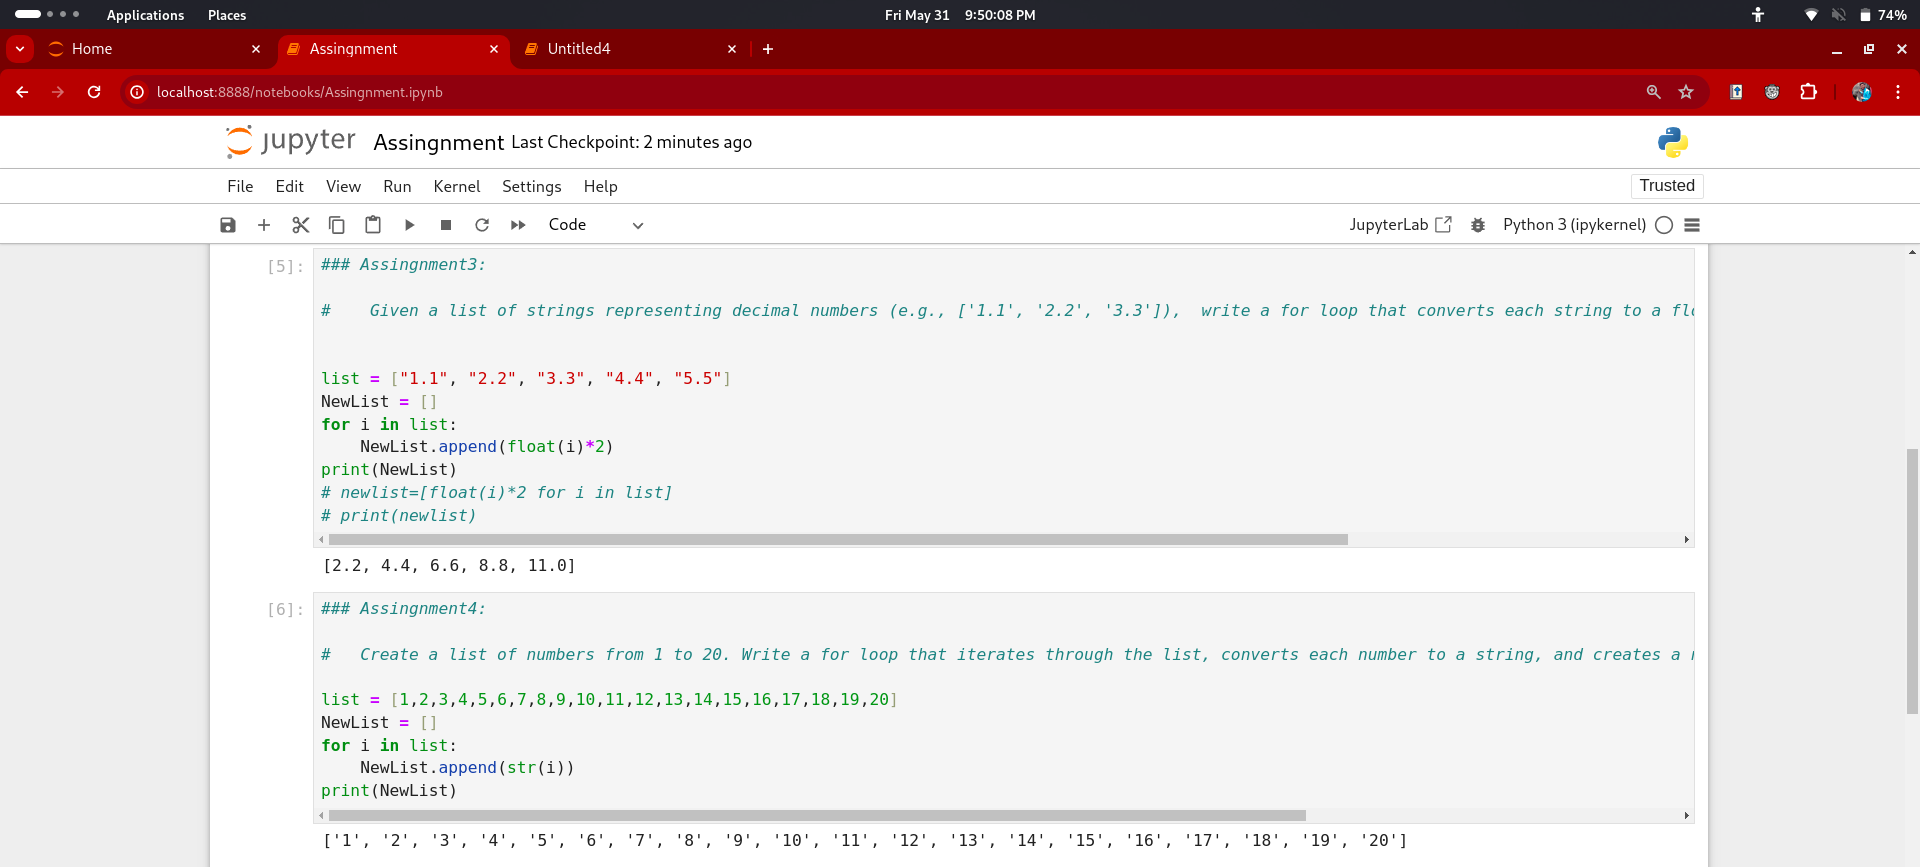 Applications Places Fri May 31 9:50:08 PM 74%
Home Assingnment Untitled4
localhost:8888/notebooks/Assingnment.ipynb
jupyter Assingnment Last Checkpoint: 2 minutes ago
File Edit View Run Kernel Settings Help Trusted
Code JupyterLab Python 3 (ipykernel)
[5]: ### Assingnment3:
#    Given a list of strings representing decimal numbers (e.g., ['1.1', '2.2', '3.3']),  write a for loop that converts each string to a
list = ["1.1", "2.2", "3.3", "4.4", "5.5"]
NewList = []
for i in list:
    NewList.append(float(i)*2)
print(NewList)
# newlist=[float(i)*2 for i in list]
# print(newlist)
[2.2, 4.4, 6.6, 8.8, 11.0]
[6]: ### Assingnment4:
#   Create a list of numbers from 1 to 20. Write a for loop that iterates through the list, converts each number to a string, and creates a
list = [1,2,3,4,5,6,7,8,9,10,11,12,13,14,15,16,17,18,19,20]
NewList = []
for i in list:
    NewList.append(str(i))
print(NewList)
['1', '2', '3', '4', '5', '6', '7', '8', '9', '10', '11', '12', '13', '14', '15', '16', '17', '18', '19', '20']